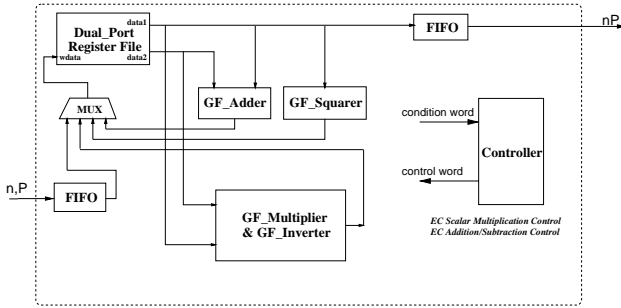 Dual_Port
Register File
data1
data2
wdata
FIFO
nP
MUX
GF_Adder
GF_Squarer
condition word
Controller
control word
n,P
FIFO
GF_Multiplier
& GF_Inverter
EC Scalar Multiplication Control
EC Addition/Subtraction Control